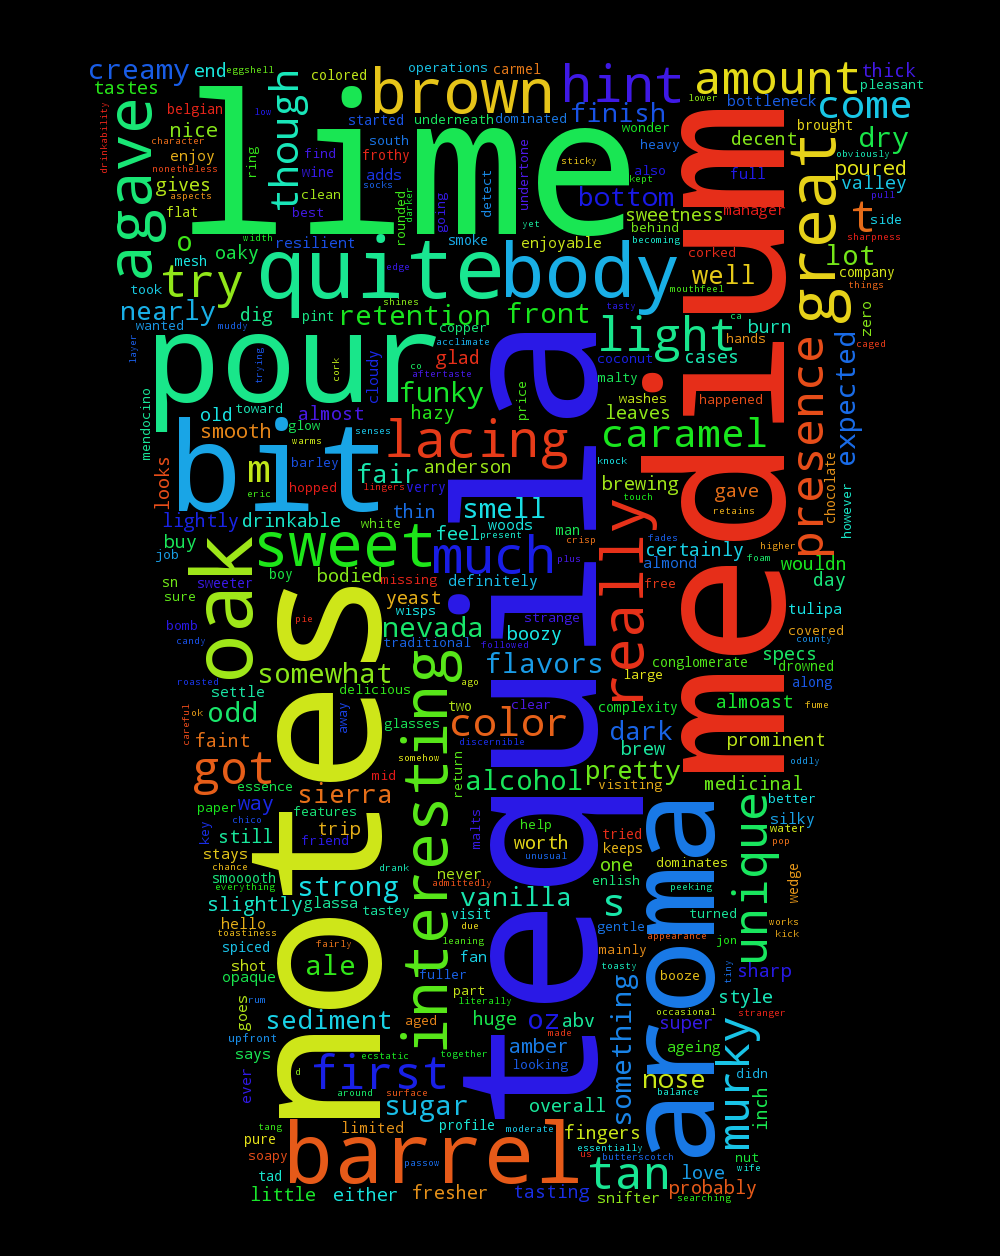 creamy
end
eggshell
tastes
belgian
drinkability
character
nonetheless
nice
enjoy
aspects
gives
flat
agave
o
mesh
took
try
oaky
width
ring
though
lime
low
colored
started
south
find
wine
adds
clean
best
socks
frothy
resilient
brown
operations
carmel
underneath
dominated
hint
finish
amount
thick
pleasant
lower
bottleneck
come
wonder
heavy
decent
brought
dry
obviously
poured
valley
pull
sticky
kept
also
full
bottom
undertone
detect
going
darker
rounded
sweetness
manager
behind
becoming
yet
enjoyable
smoke
edge
quite
body
corked
well
mouthfeel
t
side
sharpness
lot
company
things
great
zero
caged
nearly
wanted
muddy
layer
dig
pint
shines
retention
front
tasty
light
ca
burn
hands
cases
copper
acclimate
coconut
glad
co
aftertaste
malty
pour
trying
cork
cloudy
funky
price
washes
happened
leaves
expected
presence
mendocino
old
toward
almost
hazy
glow
smooth
warms
senses
bit
lacing
caramel
knock
looks
m
barley
eric
hopped
fair
anderson
lingers
verry
brewing
touch
gave
retains
chocolate
however
lightly
drinkable
white
thin
smell
woods
feel
present
man
crisp
fades
higher
buy
job
sweet
much
plus
certainly
almond
foam
wouldn
day
sn
sure
sweeter
boy
bodied
missing
definitely
free
oak
yeast
wisps
strange
tulipa
bomb
candy
pie
nevada
boozy
covered
county
traditional
followed
really
medium
somewhat
flavors
conglomerate
specs
drowned
roasted
settle
delicious
ago
large
along
odd
ok
careful
away
glasses
two
clear
complexity
almoast
fume
faint
color
discernible
dark
prominent
somehow
brew
oddly
got
mid
return
pretty
essence
sierra
alcohol
visiting
medicinal
paper
way
features
better
chico
trip
malts
help
silky
key
still
friend
worth
tried
keeps
water
pop
stays
chance
drank
unusual
one
dominates
smooooth
everything
strong
never
admittedly
enlish
peeking
wedge
slightly
glassa
tastey
vanilla
s
turned
unique
hello
toastiness
visit
due
gentle
works
kick
spiced
fairly
leaning
mainly
appearance
jon
shot
ale
fan
toasty
booze
opaque
fuller
tiny
sharp
goes
rum
part
literally
something
occasional
style
stranger
upfront
sediment
aged
huge
oz
abv
made
super
says
interesting
amber
ageing
murky
ecstatic
together
looking
ever
d
first
nose
didn
balance
around
surface
inch
notes
tequila
aroma
sugar
overall
tang
pure
limited
profile
moderate
fingers
essentially
soapy
barrel
passow
us
butterscotch
nut
wife
tad
tan
love
probably
little
either
fresher
tasting
snifter
searching